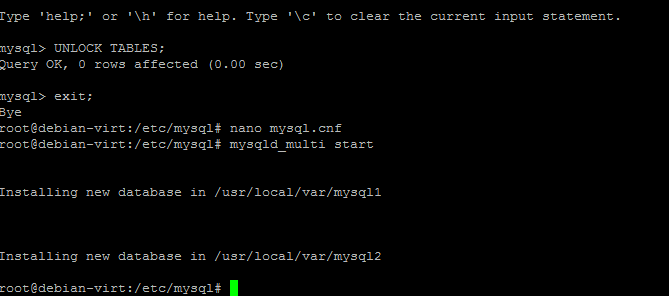 Type 'help;' or '\h' for help. Type '\c' to clear the current input statement.
mysql> UNLOCK TABLES;
Query OK, 0 rows affected (0.00 sec)
mysql> exit;
Bye
root@debian-virt:/etc/mysql# nano mysql.cnf
root@debian-virt:/etc/mysql# mysqld_multi start
Installing new database in /usr/local/var/mysql1
Installing new database in /usr/local/var/mysql2
root@debian-virt:/etc/mysql#